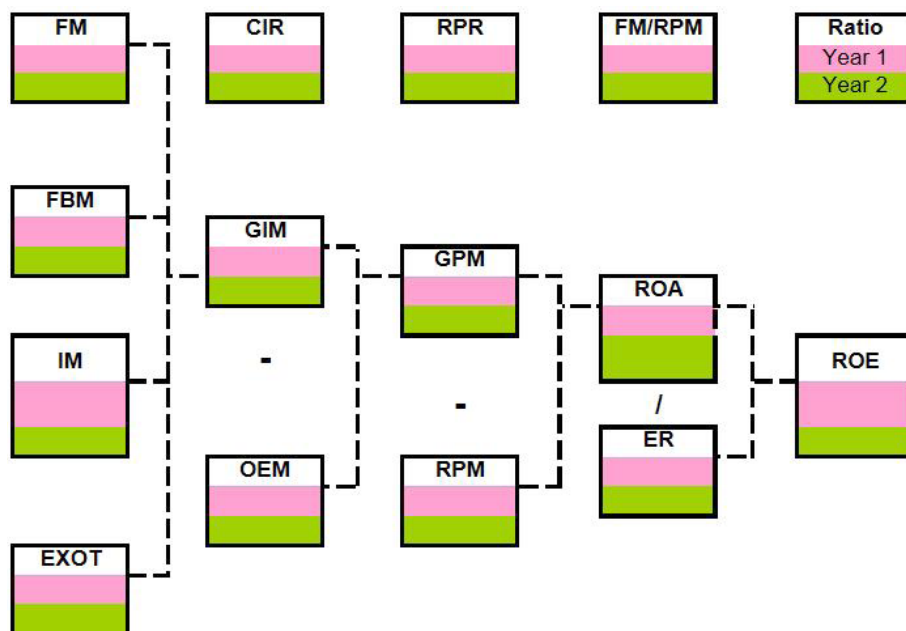 FM
CIR
RPR
FM/RPM
Ratio
Year 1
Year 2
FBM
GIM
GPM
ROA
IM
-
-
/
ROE
ER
OEM
RPM
EXOT